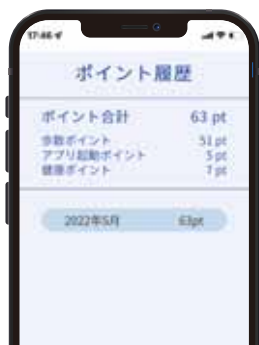 17:46
ポイント履歴
ポイント合計 63 pt
歩数ポイント 51 pt
アプリ起動ポイント 5 pt
健康ポイント 7 pt
2022年5月 63pt